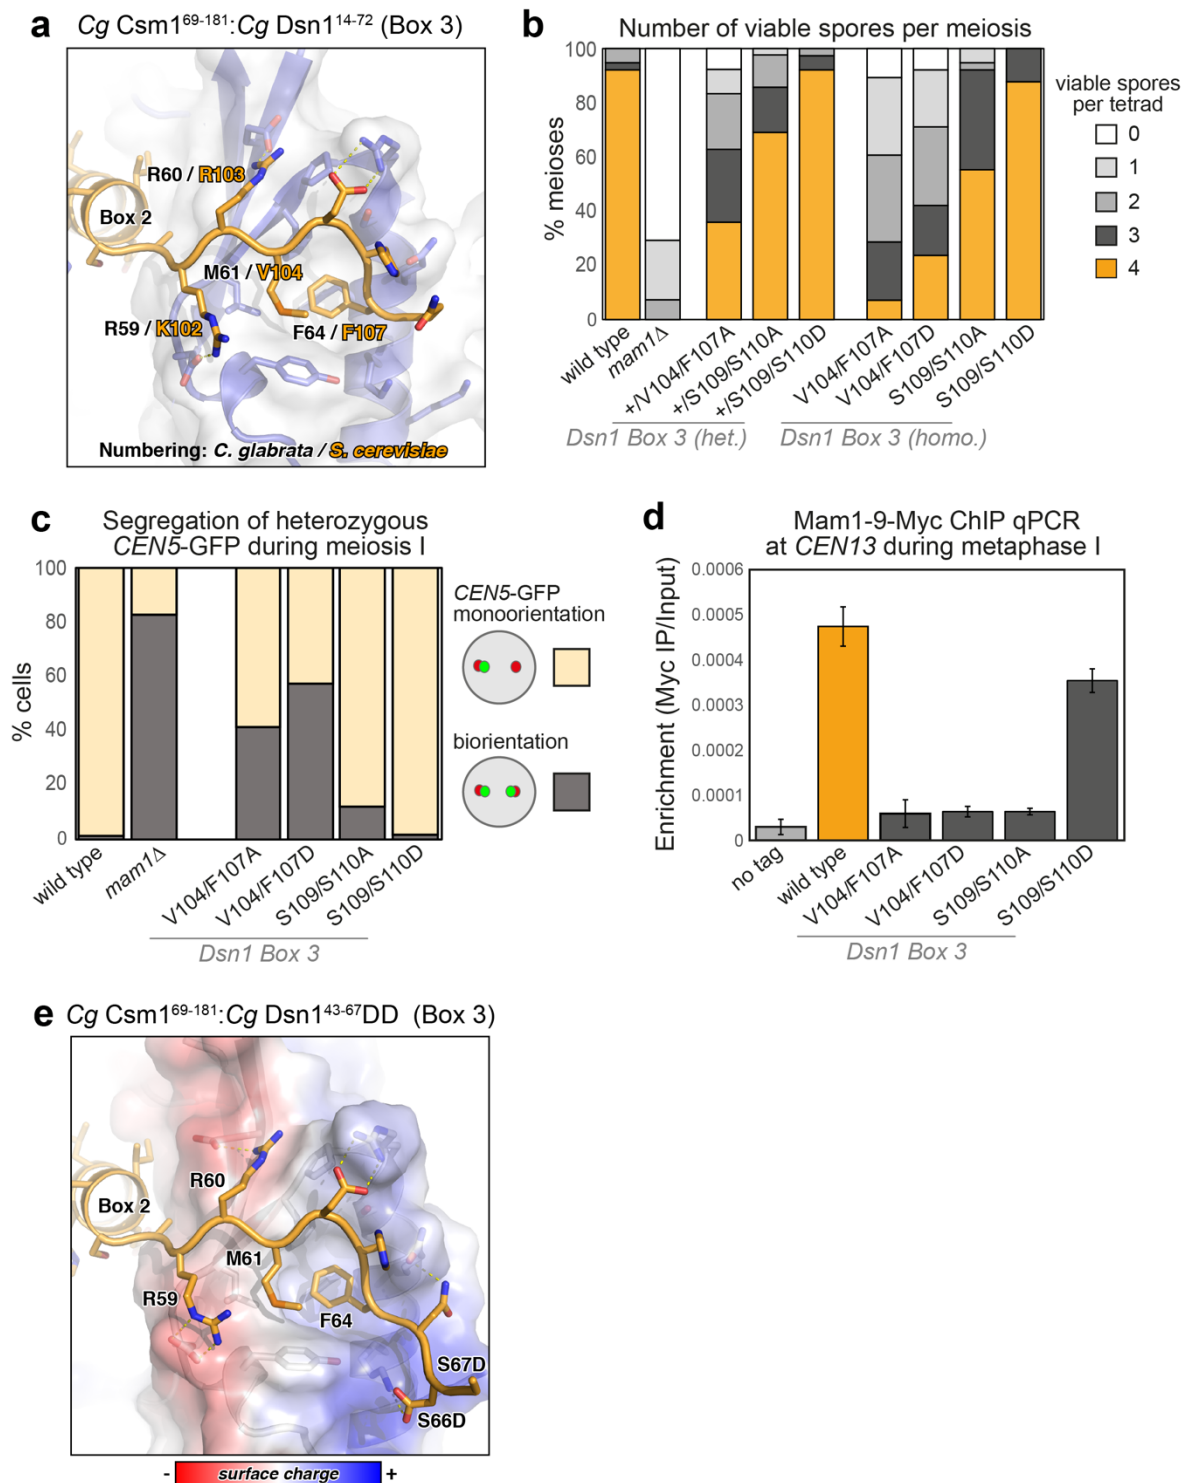 a
Cg Csm1⁶⁹⁻¹⁸¹:Cg Dsn1¹⁴⁻⁷² (Box 3)
R60 / R103
Box 2
M61 / V104
R59 / K102
F64 / F107
Numbering: C. glabrata / S. cerevisiae
b
Number of viable spores per meiosis
% meioses
100
80
60
40
20
0
wild type
mam1Δ
+/V104/F107A
+/S109/S110A
+/S109/S110D
V104/F107A
V104/F107D
S109/S110A
S109/S110D
Dsn1 Box 3 (het.)
Dsn1 Box 3 (homo.)
viable spores
per tetrad
0
1
2
3
4
c
Segregation of heterozygous
CEN5-GFP during meiosis I
% cells
100
80
60
40
20
0
wild type
mam1Δ
V104/F107A
V104/F107D
S109/S110A
S109/S110D
Dsn1 Box 3
CEN5-GFP
monoorientation
biorientation
d
Mam1-9-Myc ChIP qPCR
at CEN13 during metaphase I
Enrichment (Myc IP/Input)
0.0006
0.0005
0.0004
0.0003
0.0002
0.0001
0
no tag
wild type
V104/F107A
V104/F107D
S109/S110A
S109/S110D
Dsn1 Box 3
e
Cg Csm1⁶⁹⁻¹⁸¹:Cg Dsn1⁴³⁻⁶⁷DD (Box 3)
R60
Box 2
M61
R59
F64
S67D
S66D
- surface charge +